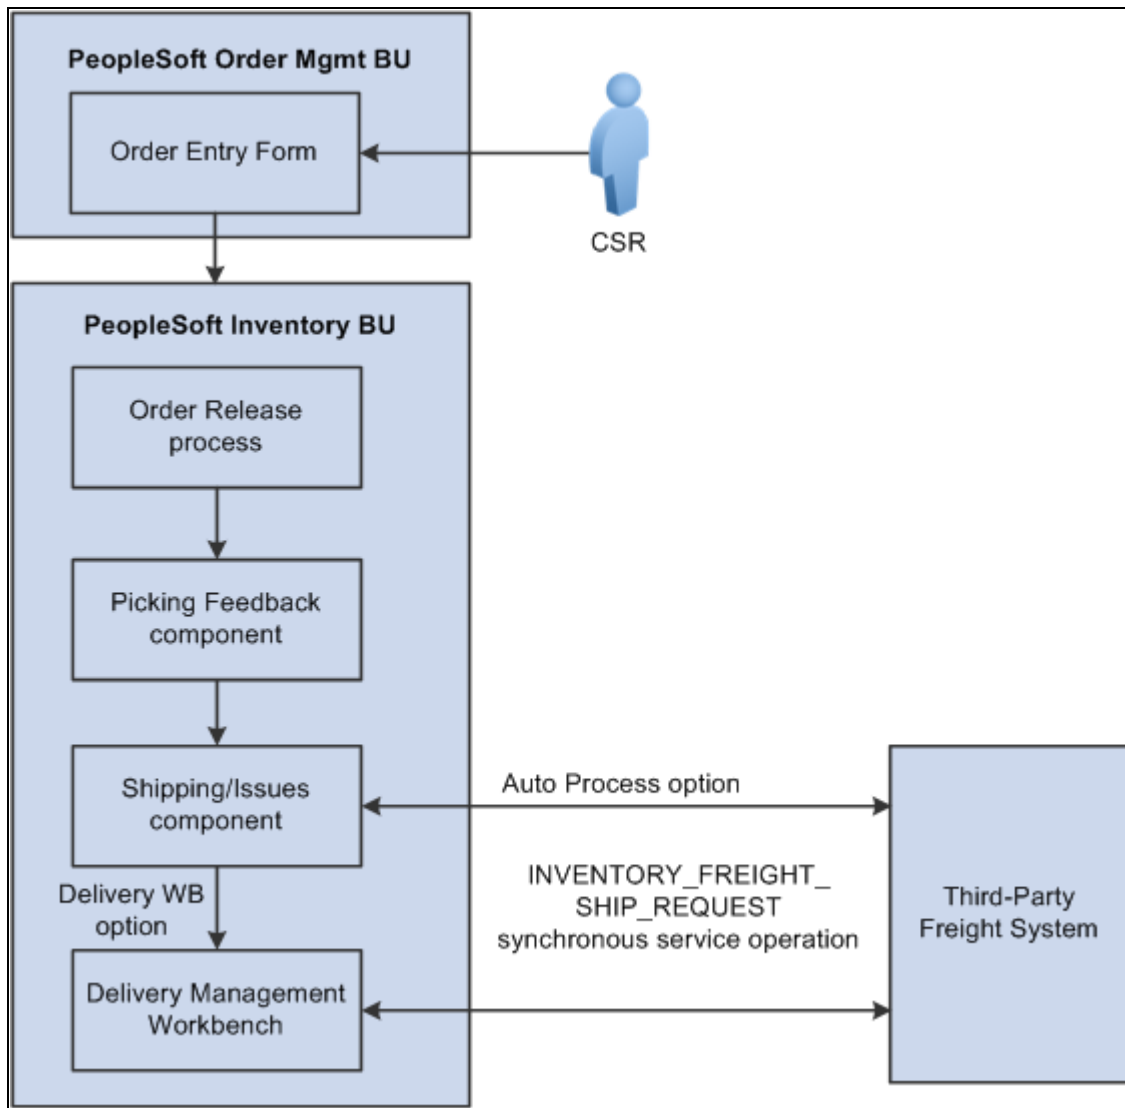 PeopleSoft Order Mgmt BU
Order Entry Form
CSR
PeopleSoft Inventory BU
Order Release
process
Picking Feedback
component
Shipping/Issues
component
Auto Process option
Delivery WB
option
INVENTORY_FREIGHT_
SHIP_REQUEST
synchronous service operation
Third-Party
Freight System
Delivery Management
Workbench